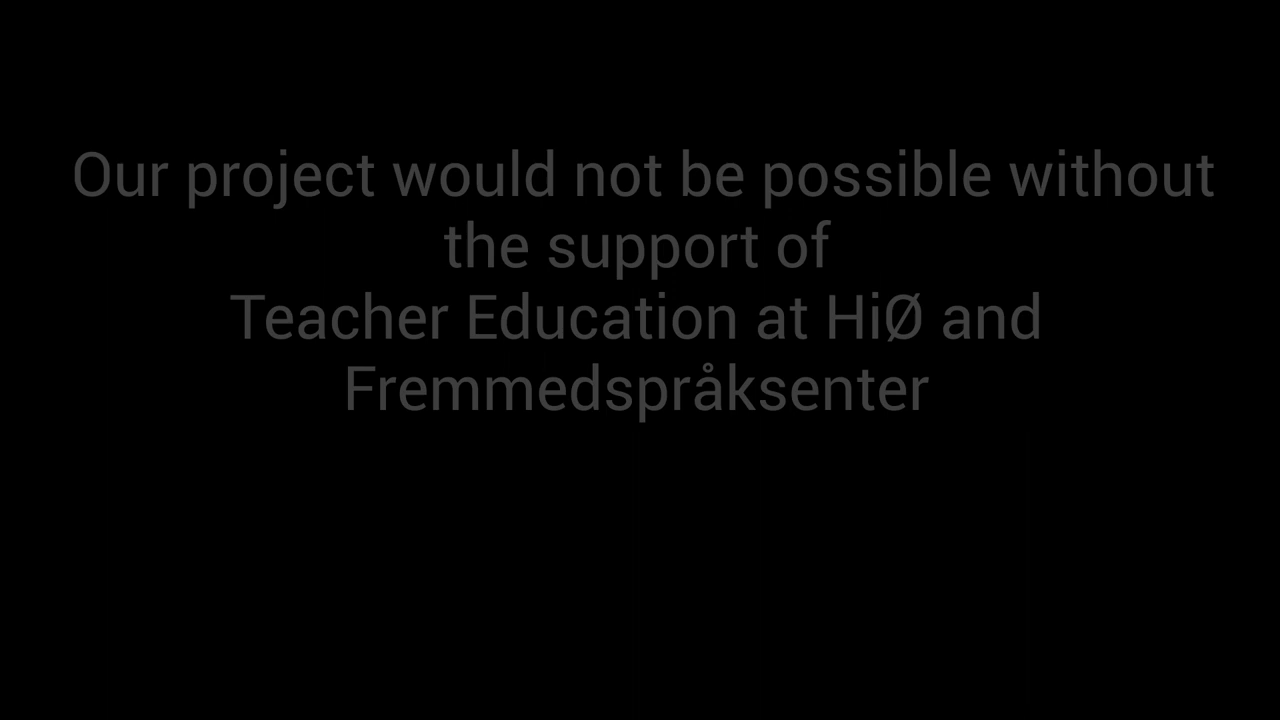 Our project would not be possible without
the support of
Teacher Education at HiØ and
Fremmedspråksenter